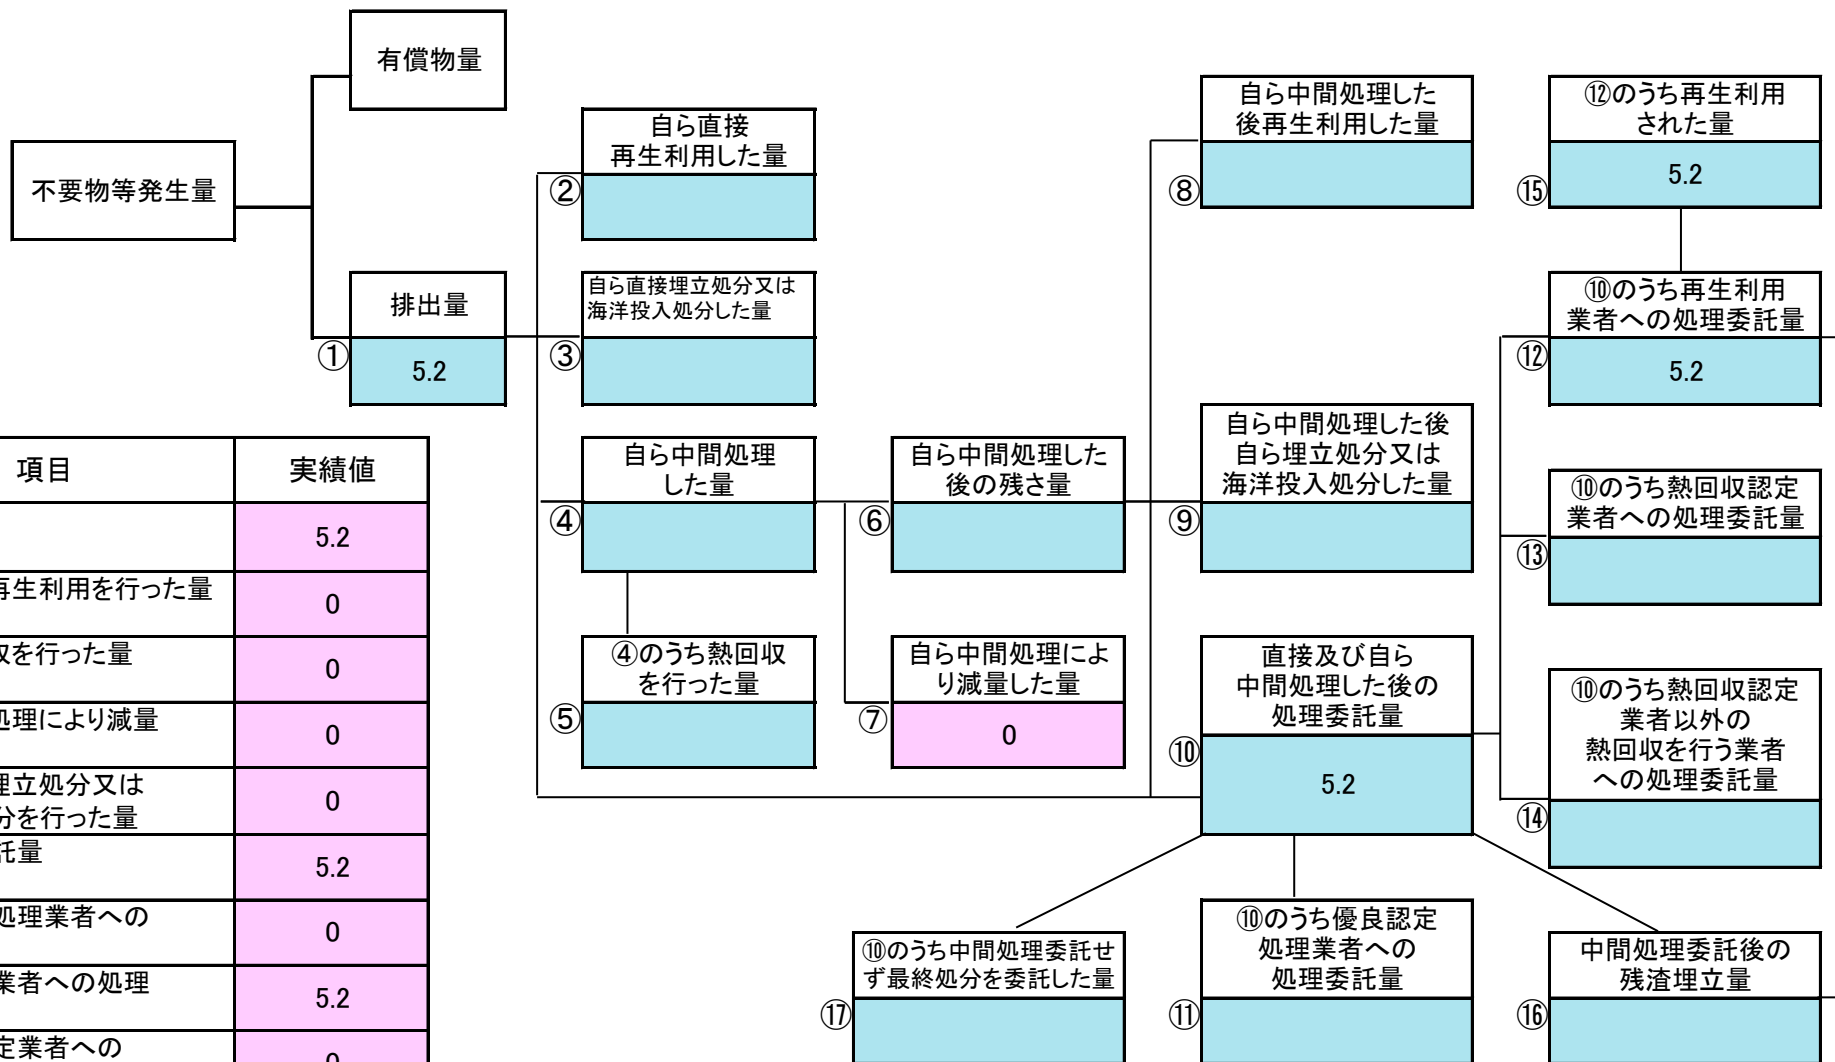 有償物量
不要物等発生量
排出量
①
5.2
自ら直接
再生利用した量
②
自ら直接埋立処分又は
海洋投入処分した量
③
自ら中間処理
した量
④
④のうち熱回収
を行った量
⑤
自ら中間処理した
後の残さ量
⑥
自ら中間処理によ
り減量した量
⑦
0
自ら中間処理した
後再生利用した量
⑧
自ら中間処理した後
自ら埋立処分又は
海洋投入処分した量
⑨
直接及び自ら
中間処理した後の
処理委託量
⑩
5.2
⑫のうち再生利用
された量
⑮
5.2
⑩のうち再生利用
業者への処理委託量
⑫
5.2
⑩のうち熱回収認定
業者への処理委託量
⑬
⑩のうち熱回収認定
業者以外の
熱回収を行う業者
への処理委託量
⑭
⑩のうち中間処理委託せ
ず最終処分を委託した量
⑰
⑩のうち優良認定
処理業者への
処理委託量
⑪
中間処理委託後の
残渣埋立量
⑯
項目 実績値
5.2
再生利用を行った量
0
を行った量
0
処理により減量
0
埋立処分又は
分を行った量
0
託量
5.2
処理業者への
0
業者への処理
5.2
定業者への
0